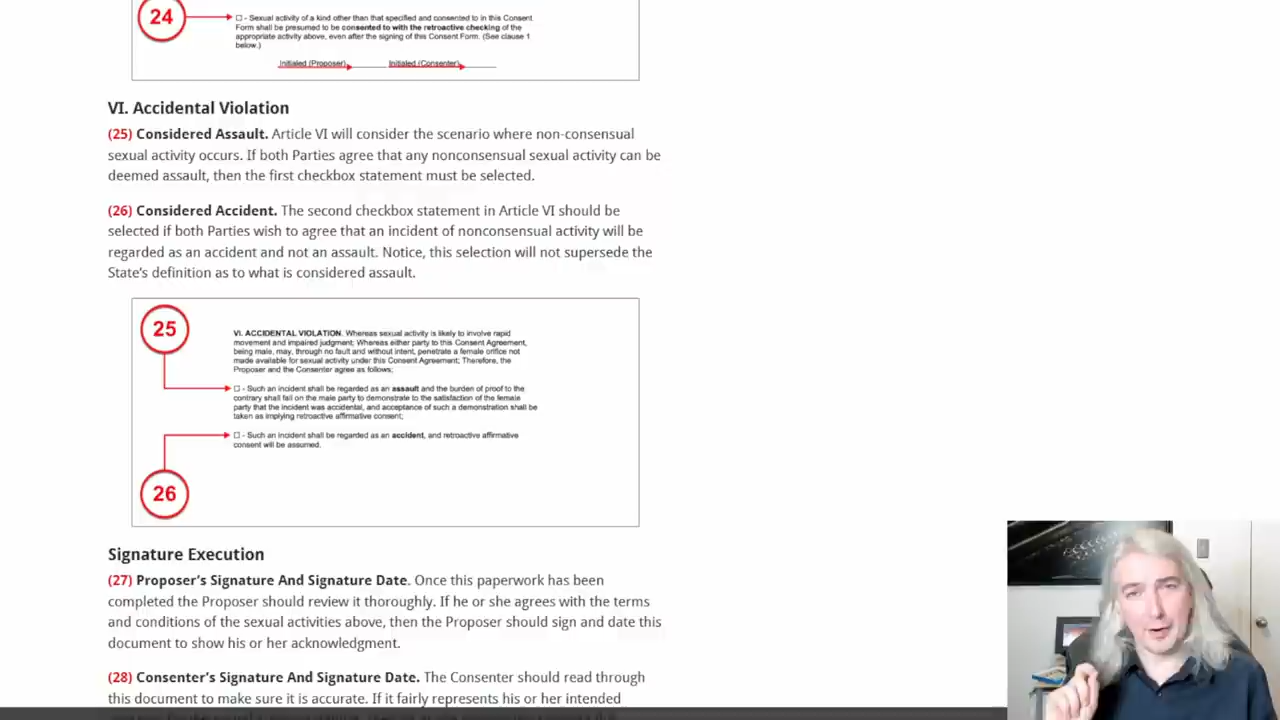 24
☐ - Sexual activity of a kind other than that specified and consented to in this Consent
Form shall be presumed to be consented to with the retroactive checking of the
appropriate activity above, even after the signing of this Consent Form. (See clause 1
below.)
Initialed (Proposer) Initialed (Consenter)
VI. Accidental Violation
(25) Considered Assault. Article VI will consider the scenario where non-consensual
sexual activity occurs. If both Parties agree that any nonconsensual sexual activity can be
deemed assault, then the first checkbox statement must be selected.
(26) Considered Accident. The second checkbox statement in Article VI should be
selected if both Parties wish to agree that an incident of nonconsensual activity will be
regarded as an accident and not an assault. Notice, this selection will not supersede the
State's definition as to what is considered assault.
25
VI. ACCIDENTAL VIOLATION. Whereas sexual activity is likely to involve rapid
movement and impaired judgment; Whereas either party to this Consent Agreement,
being male, may, through no fault and without intent, penetrate a female orifice not
made available for sexual activity under this Consent Agreement; Therefore, the
Proposer and the Consenter agree as follows;
☐ - Such an incident shall be regarded as an assault and the burden of proof to the
contrary shall fall on the male party to demonstrate to the satisfaction of the female
party that the incident was accidental, and acceptance of such a demonstration shall be
taken as implying retroactive affirmative consent;
☐ - Such an incident shall be regarded as an accident, and retroactive affirmative
consent will be assumed.
26
Signature Execution
(27) Proposer's Signature And Signature Date. Once this paperwork has been
completed the Proposer should review it thoroughly. If he or she agrees with the terms
and conditions of the sexual activities above, then the Proposer should sign and date this
document to show his or her acknowledgment.
(28) Consenter's Signature And Signature Date. The Consenter should read through
this document to make sure it is accurate. If it fairly represents his or her intended